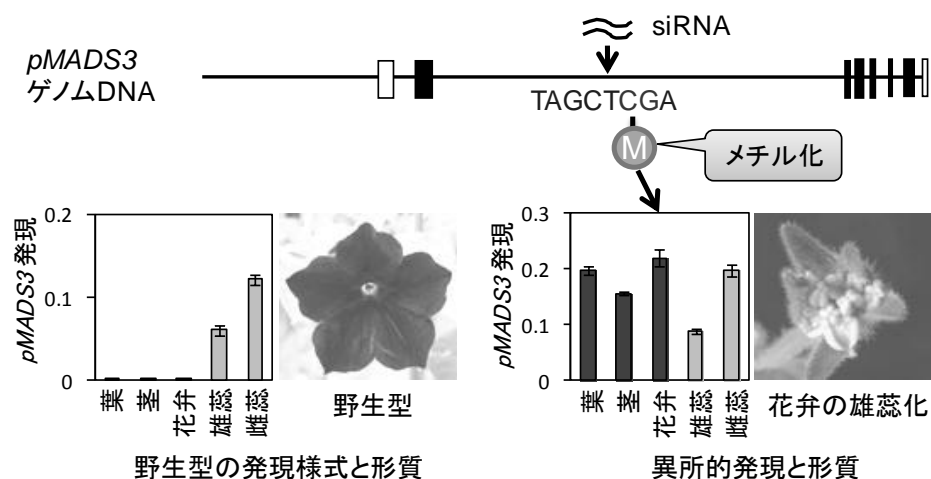 siRNA
pMADS3
ゲノムDNA
TAGCTCGA
M
メチル化
pMADS3 発現
0.2
0.1
0
葉
茎
花弁
雄蕊
雌蕊
野生型
野生型の発現様式と形質
pMADS3 発現
0.3
0.2
0.1
0
葉
茎
花弁
雄蕊
雌蕊
花弁の雄蕊化
異所的発現と形質